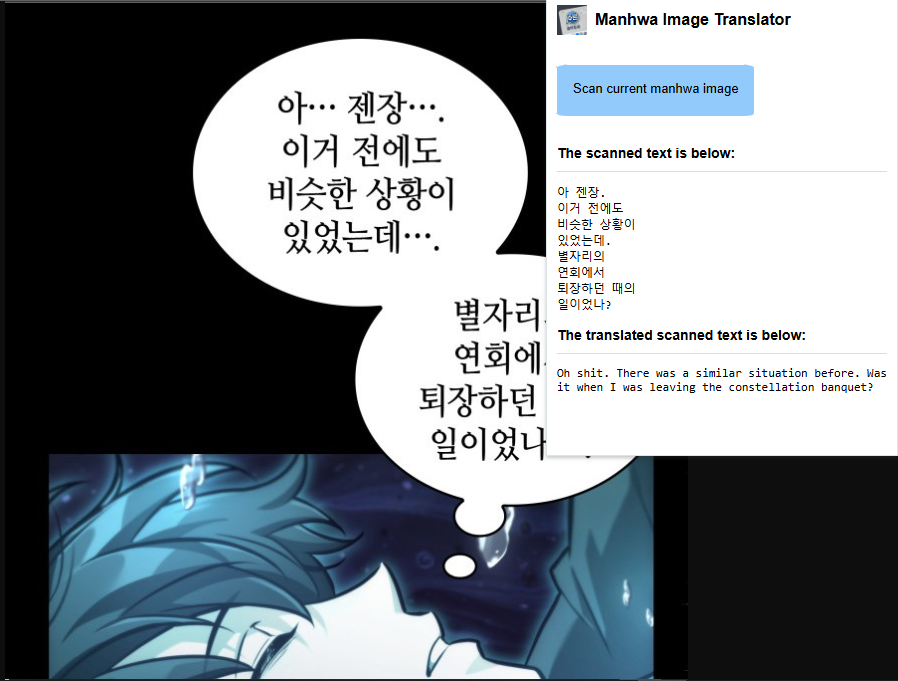 아… 젠장….
이거 전에도
비슷한 상황이
있었는데….
별자리
연회에
퇴장하던
일이었나
Manhwa Image Translator
Scan current manhwa image
The scanned text is below:
아 젠장.
이거 전에도
비슷한 상황이
있었는데.
별자리의
연회에서
퇴장하던 때의
일이었나?
The translated scanned text is below:
Oh shit. There was a similar situation before. Was
it when I was leaving the constellation banquet?